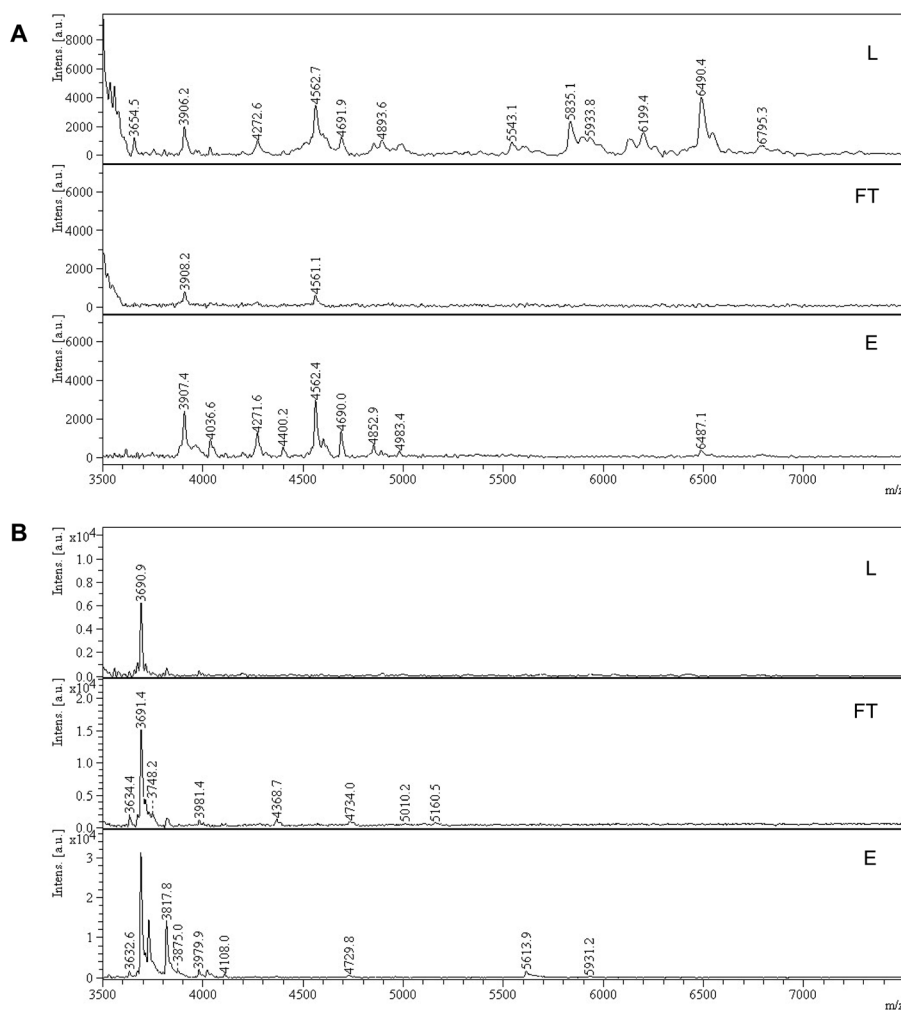 A
Intens. [a.u.]
8000
6000
4000
2000
0
3654.5 3906.2 4272.6 4562.7 4691.9 4893.6 5543.1 5835.1 5933.8 6199.4 6490.4 6795.3
L
Intens. [a.u.]
6000
4000
2000
0
3908.2 4561.1
FT
Intens. [a.u.]
6000
4000
2000
0
3907.4 4036.6 4271.6 4400.2 4562.4 4690.0 4852.9 4983.4 6487.1
E
3500 4000 4500 5000 5500 6000 6500 7000
m/z
B
Intens. [a.u.]
x10^4
1.0
0.8
0.6
0.4
0.2
0.0
3690.9
L
Intens. [a.u.]
x10^4
2.0
1.5
1.0
0.5
0.0
3634.4 3691.4 3748.2 3981.4 4368.7 4734.0 5010.2 5160.5
FT
Intens. [a.u.]
x10^4
3
2
1
0
3632.6 3817.8 3875.0 3979.9 4108.0 4729.8 5613.9 5931.2
E
3500 4000 4500 5000 5500 6000 6500 7000
m/z